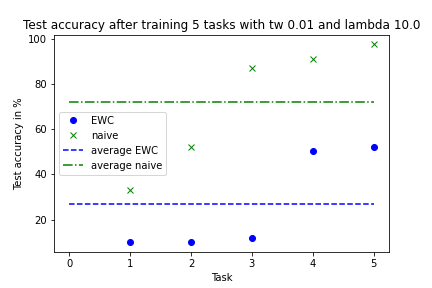 Test accuracy after training 5 tasks with tw 0.01 and lambda 10.0
Test accuracy in %
100
80
60
40
20
EWC
naive
average EWC
average naive
0 1 2 3 4 5
Task